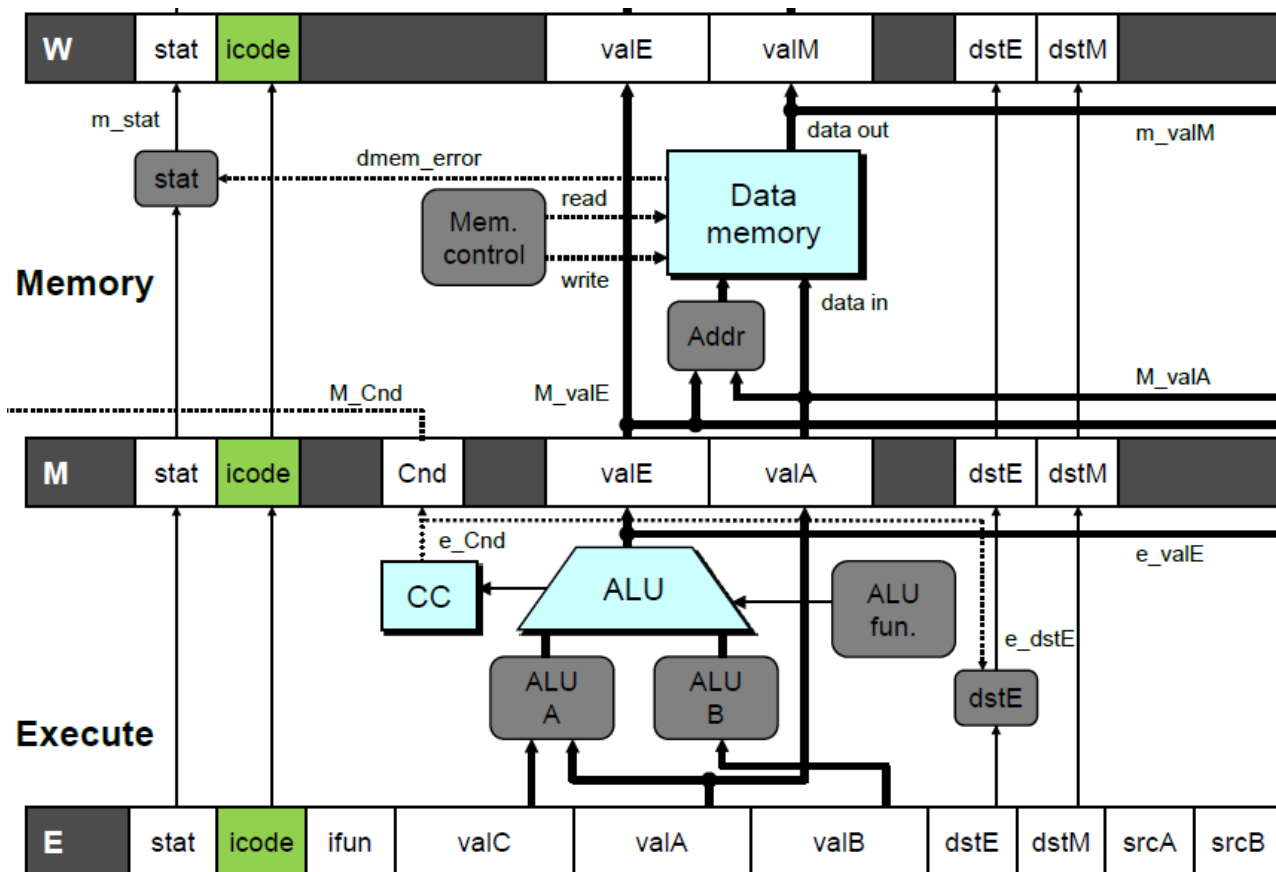 W stat icode valE valM dstE dstM
m_stat
data out
m_valM
dmem_error
stat
read
Data
memory
Mem.
control
write
Memory
data in
Addr
M_Cnd
M_valE
M_valA
M stat icode Cnd valE valA dstE dstM
e_Cnd
e_valE
CC
ALU
ALU
fun.
e_dstE
ALU
A
ALU
B
dstE
Execute
E stat icode ifun valC valA valB dstE dstM srcA srcB